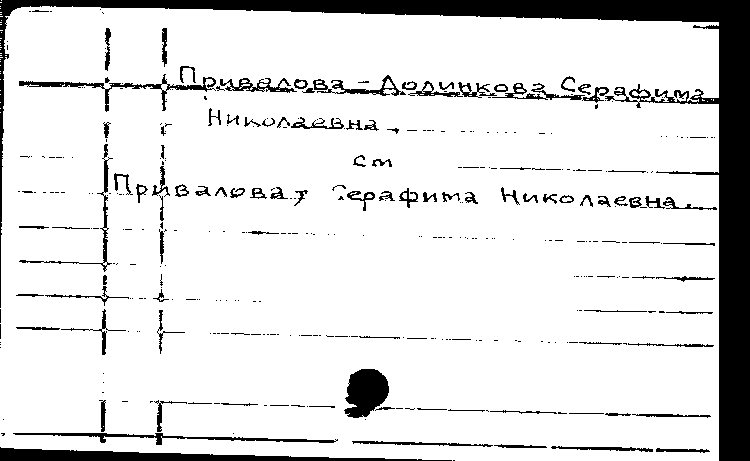 Привалова – Долинкова Серафима
Николаевна.
см
Привалова, Серафима Николаевна.